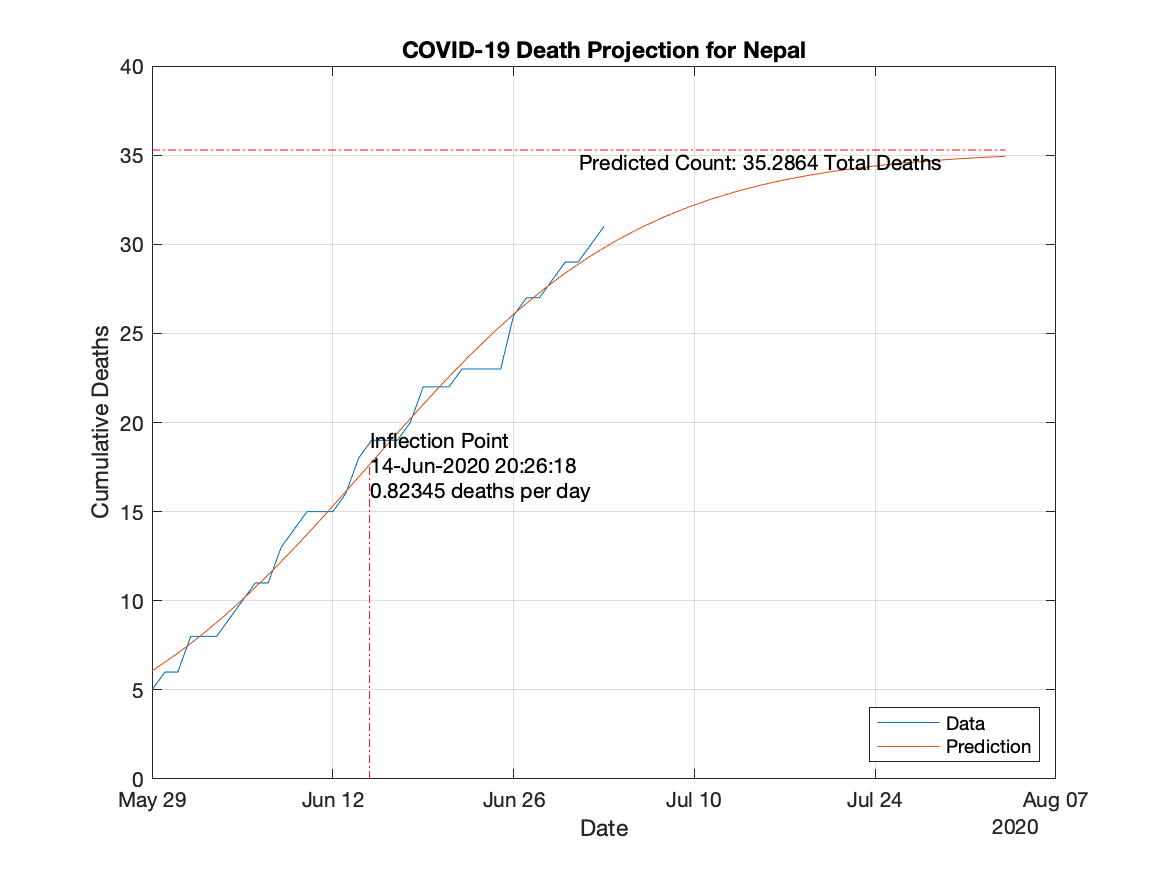 COVID-19 Death Projection for Nepal
40
35
30
25
20
15
10
5
0
Cumulative Deaths
Predicted Count: 35.2864 Total Deaths
Inflection Point
14-Jun-2020 20:26:18
0.82345 deaths per day
Data
Prediction
May 29 Jun 12 Jun 26 Jul 10 Jul 24 Aug 07
Date
2020